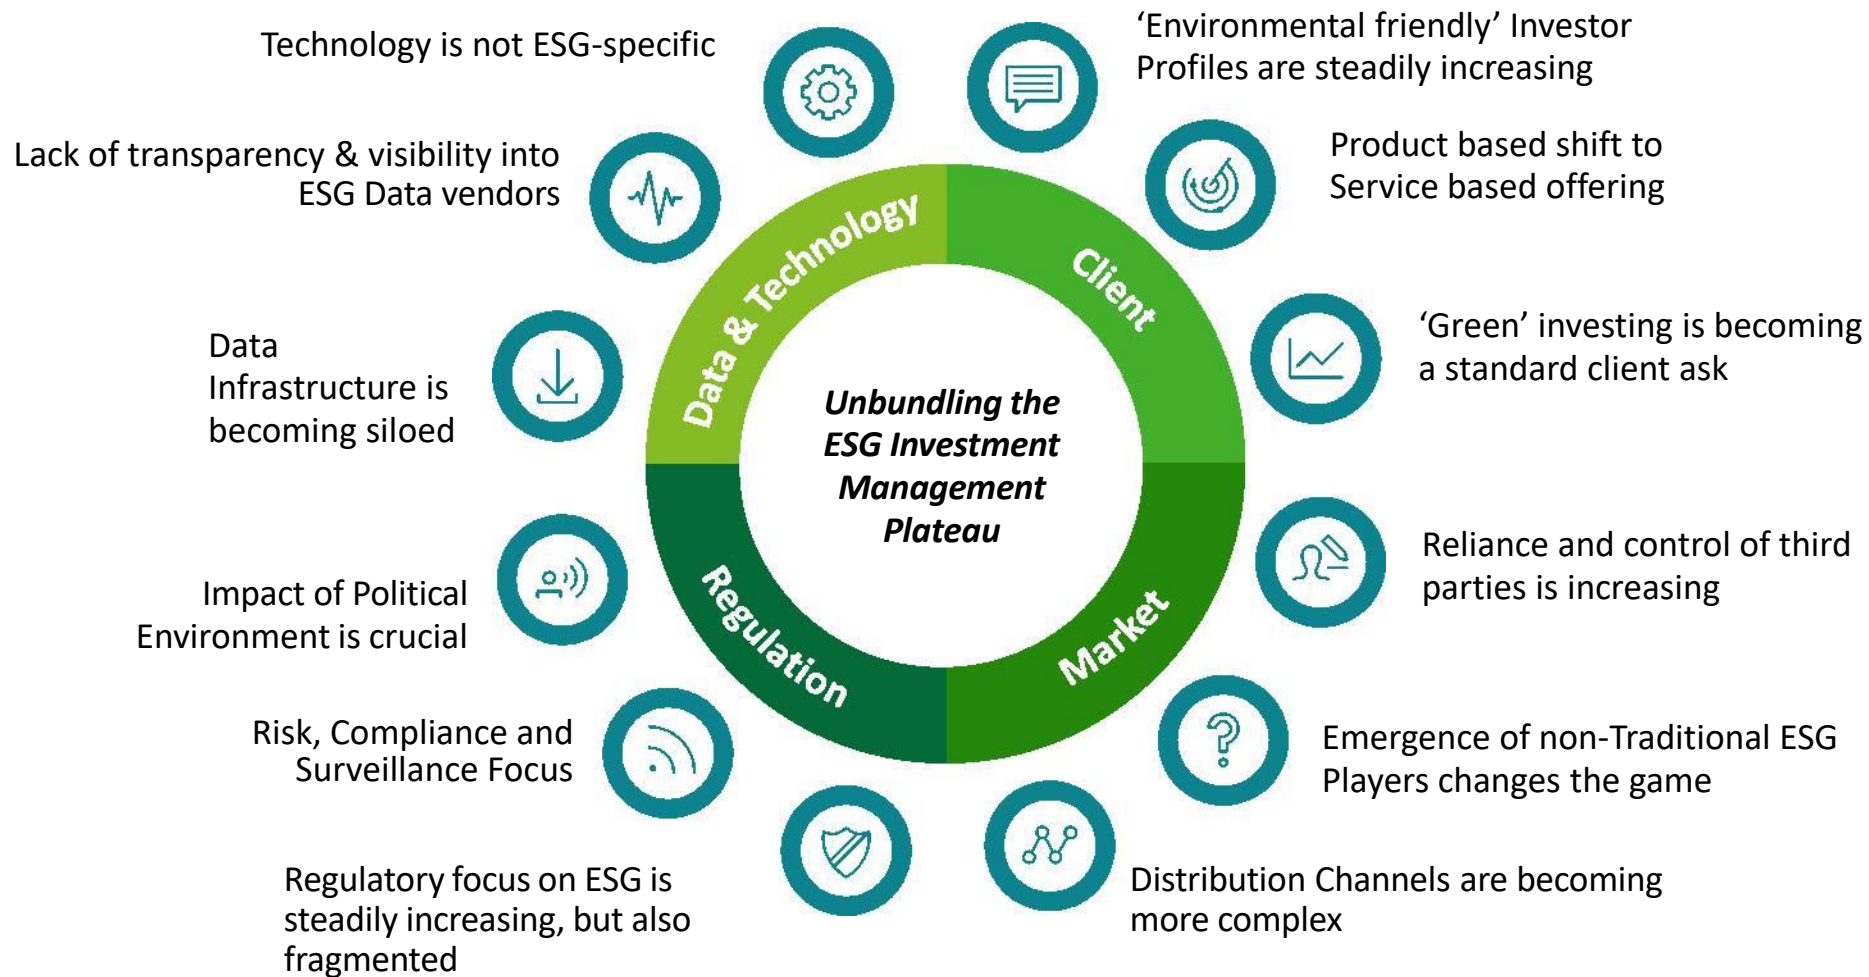 Technology is not ESG-specific
‘Environmental friendly’ Investor
Profiles are steadily increasing
Lack of transparency & visibility into
ESG Data vendors
Product based shift to
Service based offering
Data
Infrastructure is
becoming siloed
‘Green’ investing is becoming
a standard client ask
Data & Technology
Client
Unbundling the
ESG Investment
Management
Plateau
Regulation
Market
Impact of Political
Environment is crucial
Reliance and control of third
parties is increasing
Risk, Compliance and
Surveillance Focus
Emergence of non-Traditional ESG
Players changes the game
Regulatory focus on ESG is
steadily increasing, but also
fragmented
Distribution Channels are becoming
more complex